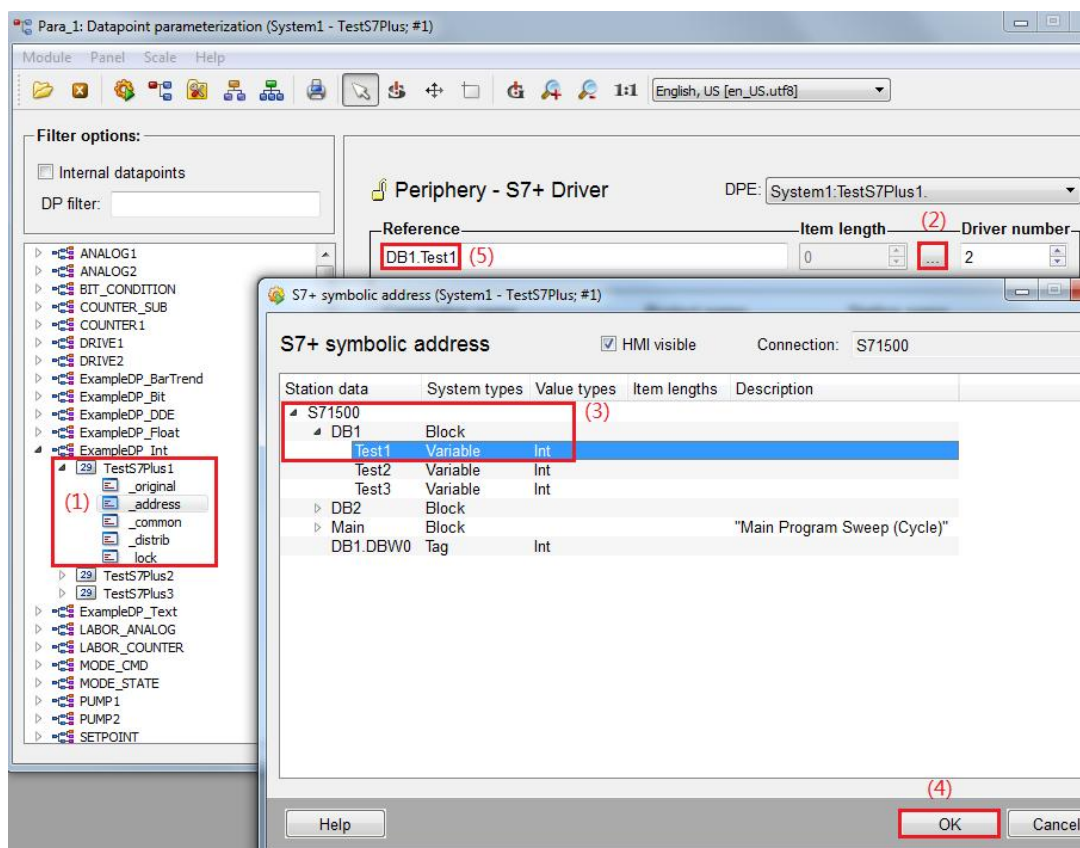 Para_1: Datapoint parameterization (System1 - TestS7Plus; #1)
Module Panel Scale Help
1:1 English, US [en_US.utf8]
Filter options:
Internal datapoints
DP filter:
Periphery - S7+ Driver DPE: System1:TestS7Plus1.
Reference Item length (2) Driver number
DB1.Test1 (5) 0 ... 2
ANALOG1
ANALOG2
BIT_CONDITION
COUNTER_SUB
COUNTER1
DRIVE1
DRIVE2
ExampleDP_BarTrend
ExampleDP_Bit
ExampleDP_DDE
ExampleDP_Float
ExampleDP_Int
29 TestS7Plus1
_original
(1) _address
_common
_distrib
_lock
29 TestS7Plus2
29 TestS7Plus3
ExampleDP_Text
LABOR_ANALOG
LABOR_COUNTER
MODE_CMD
MODE_STATE
PUMP1
PUMP2
SETPOINT
S7+ symbolic address (System1 - TestS7Plus; #1)
S7+ symbolic address HMI visible Connection: S71500
Station data System types Value types Item lengths Description
S71500 (3)
DB1 Block
Test1 Variable Int
Test2 Variable Int
Test3 Variable Int
DB2 Block
Main Block "Main Program Sweep (Cycle)"
DB1.DBW0 Tag Int
(4)
Help OK Cancel